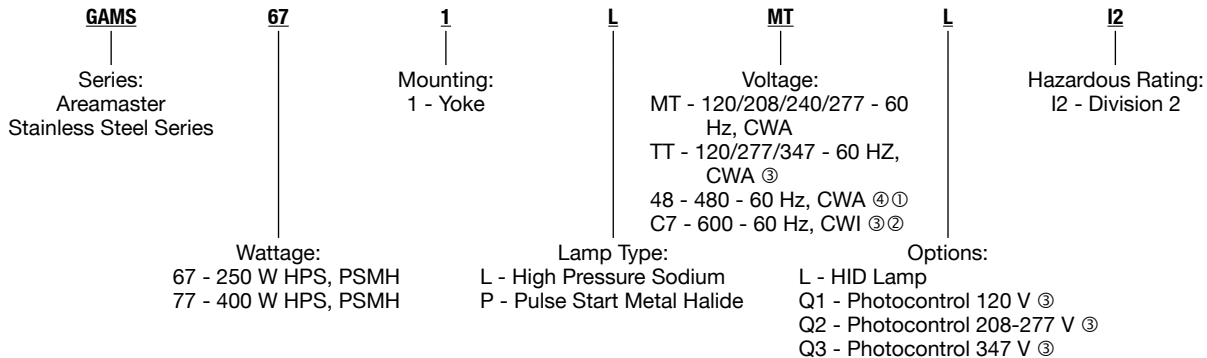 GAMS 67 1 L MT L I2
Series:
Areamaster
Stainless Steel Series
Mounting:
1 - Yoke
Voltage:
MT - 120/208/240/277 - 60
Hz, CWA
TT - 120/277/347 - 60 HZ,
CWA ③
48 - 480 - 60 Hz, CWA ④①
C7 - 600 - 60 Hz, CWI ③②
Hazardous Rating:
I2 - Division 2
Wattage:
67 - 250 W HPS, PSMH
77 - 400 W HPS, PSMH
Lamp Type:
L - High Pressure Sodium
P - Pulse Start Metal Halide
Options:
L - HID Lamp
Q1 - Photocontrol 120 V ③
Q2 - Photocontrol 208-277 V ③
Q3 - Photocontrol 347 V ③